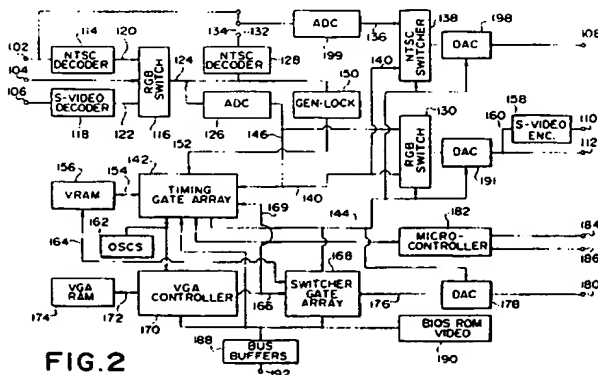 134
132
ADC
136
138
198
102
114
120
199
NTSC SWITCHER
DAC
108
NTSC DECODER
RGB SWITCH
124
NTSC DECODER
128
140
104
150
106
S-VIDEO DECODER
ADC
GEN-LOCK
130
158
118
122
116
126
146
160
S-VIDEO ENC.
110
RGB SWITCH
DAC
112
156
142
152
191
VRAM
154
TIMING GATE ARRAY
140
169
144
182
162
164
OSCS
168
MICRO-CONTROLLER
184
186
VGA RAM
VGA CONTROLLER
SWITCHER GATE ARRAY
DAC
180
174
172
170
166
176
178
188
BUS BUFFERS
BIOS ROM VIDEO
190
192
FIG.2